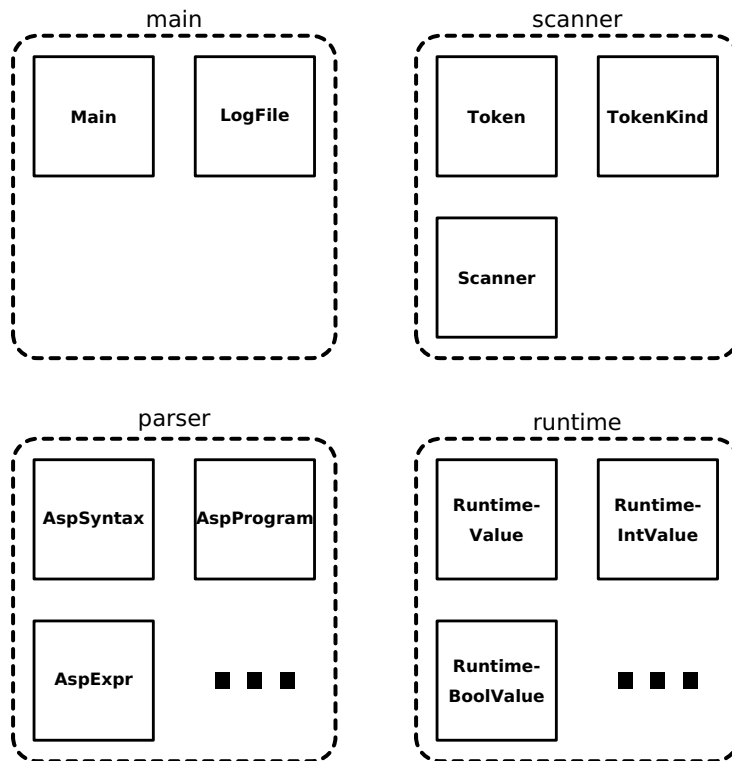 main
Main
LogFile
scanner
Token
TokenKind
Scanner
parser
AspSyntax
AspProgram
AspExpr
runtime
Runtime-
Value
Runtime-
IntValue
Runtime-
BoolValue